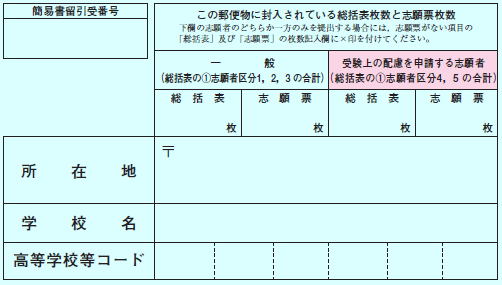 簡易書留引受番号
この郵便物に封入されている総括表枚数と志願票枚数
下欄の志願者のどちらか一方のみを提出する場合には,志願票がない項目の
「総括表」及び「志願票」の枚数記入欄に×印を付けてください。
一般
(総括表の①志願者区分1,2,3の合計)
受験上の配慮を申請する志願者
(総括表の①志願者区分4,5の合計)
総括表 志願票 総括表 志願票
枚 枚 枚 枚
所在地 〒
学校名
高等学校等コード